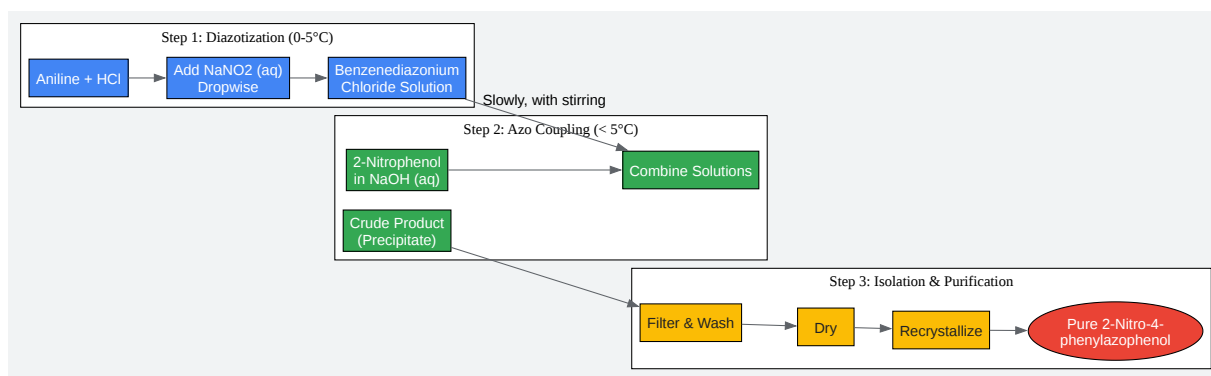 Step 1: Diazotization (0-5°C)
Aniline + HCl
Add NaNO2 (aq)
Dropwise
Benzenediazonium
Chloride Solution
Slowly, with stirring
Step 2: Azo Coupling (< 5°C)
2-Nitrophenol
in NaOH (aq)
Combine Solutions
Crude Product
(Precipitate)
Step 3: Isolation & Purification
Filter & Wash
Dry
Recrystallize
Pure 2-Nitro-4-
phenylazophenol